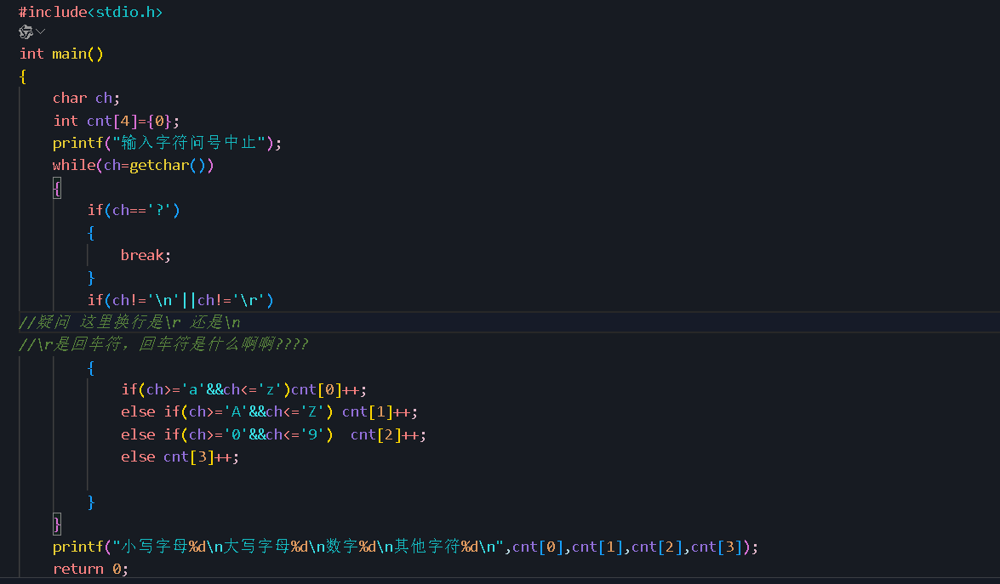 #include<stdio.h>
int main()
{
    char ch;
    int cnt[4]={0};
    printf("输入字符问号中止");
    while(ch=getchar())
    {
        if(ch=='?')
        {
            break;
        }
        if(ch!='\n'||ch!='\r')
//疑问 这里换行是\r 还是\n
//\r是回车符，回车符是什么啊啊????
        {
            if(ch>='a'&&ch<='z')cnt[0]++;
            else if(ch>='A'&&ch<='Z') cnt[1]++;
            else if(ch>='0'&&ch<='9')  cnt[2]++;
            else cnt[3]++;
        }
    }
    printf("小写字母%d\n大写字母%d\n数字%d\n其他字符%d\n",cnt[0],cnt[1],cnt[2],cnt[3]);
    return 0;